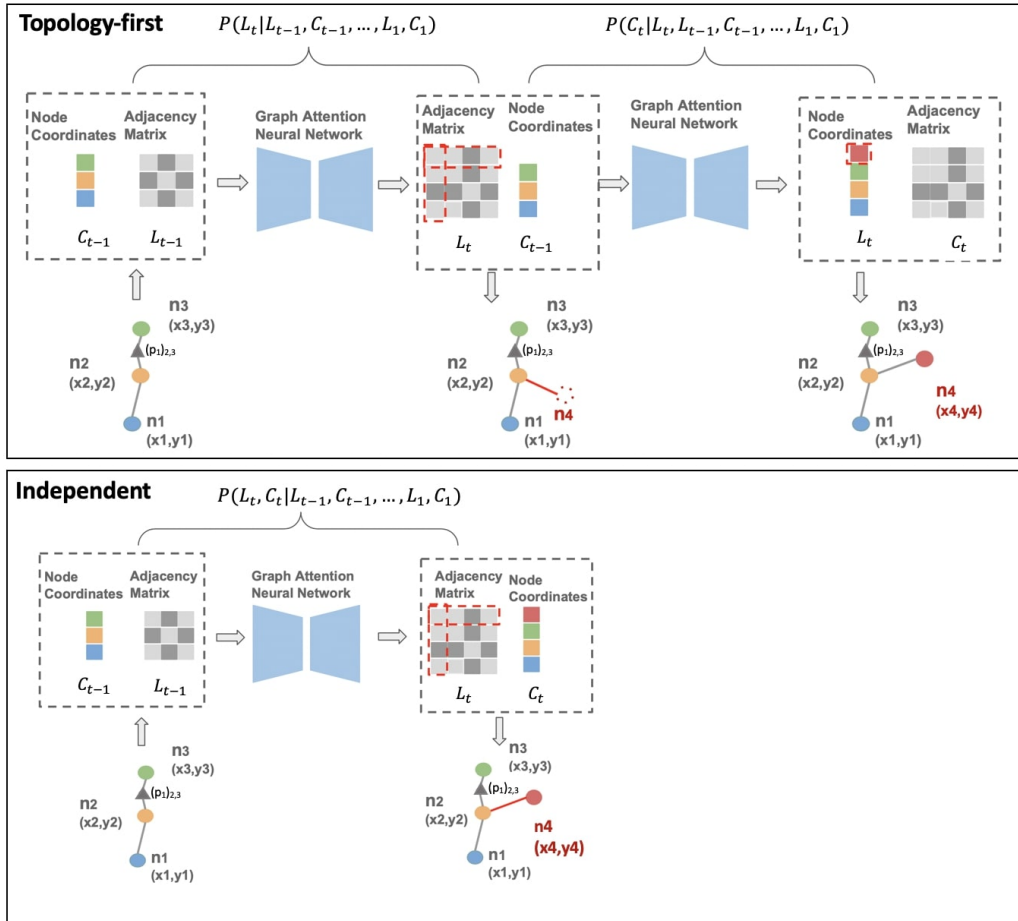 Topology-first
P(L_t|L_{t−1}, C_{t−1}, …, L_1, C_1)
P(C_t|L_t, L_{t−1}, C_{t−1}, …, L_1, C_1)
Node Coordinates
Adjacency Matrix
C_{t−1}
L_{t−1}
Graph Attention
Neural Network
Adjacency Matrix
Node Coordinates
L_t
C_{t−1}
Graph Attention
Neural Network
Node Coordinates
Adjacency Matrix
L_t
C_t
n3
(x3,y3)
(p₁)₂,₃
n2
(x2,y2)
n1
(x1,y1)
n3
(x3,y3)
(p₁)₂,₃
n2
(x2,y2)
n4
n1
(x1,y1)
n3
(x3,y3)
(p₁)₂,₃
n2
(x2,y2)
n4
(x4,y4)
n1
(x1,y1)
Independent
P(L_t, C_t|L_{t−1}, C_{t−1}, …, L_1, C_1)
Node Coordinates
Adjacency Matrix
C_{t−1}
L_{t−1}
Graph Attention
Neural Network
Adjacency Matrix
Node Coordinates
L_t
C_t
n3
(x3,y3)
(p₁)₂,₃
n2
(x2,y2)
n1
(x1,y1)
n3
(x3,y3)
(p₁)₂,₃
n2
(x2,y2)
n4
(x4,y4)
n1
(x1,y1)